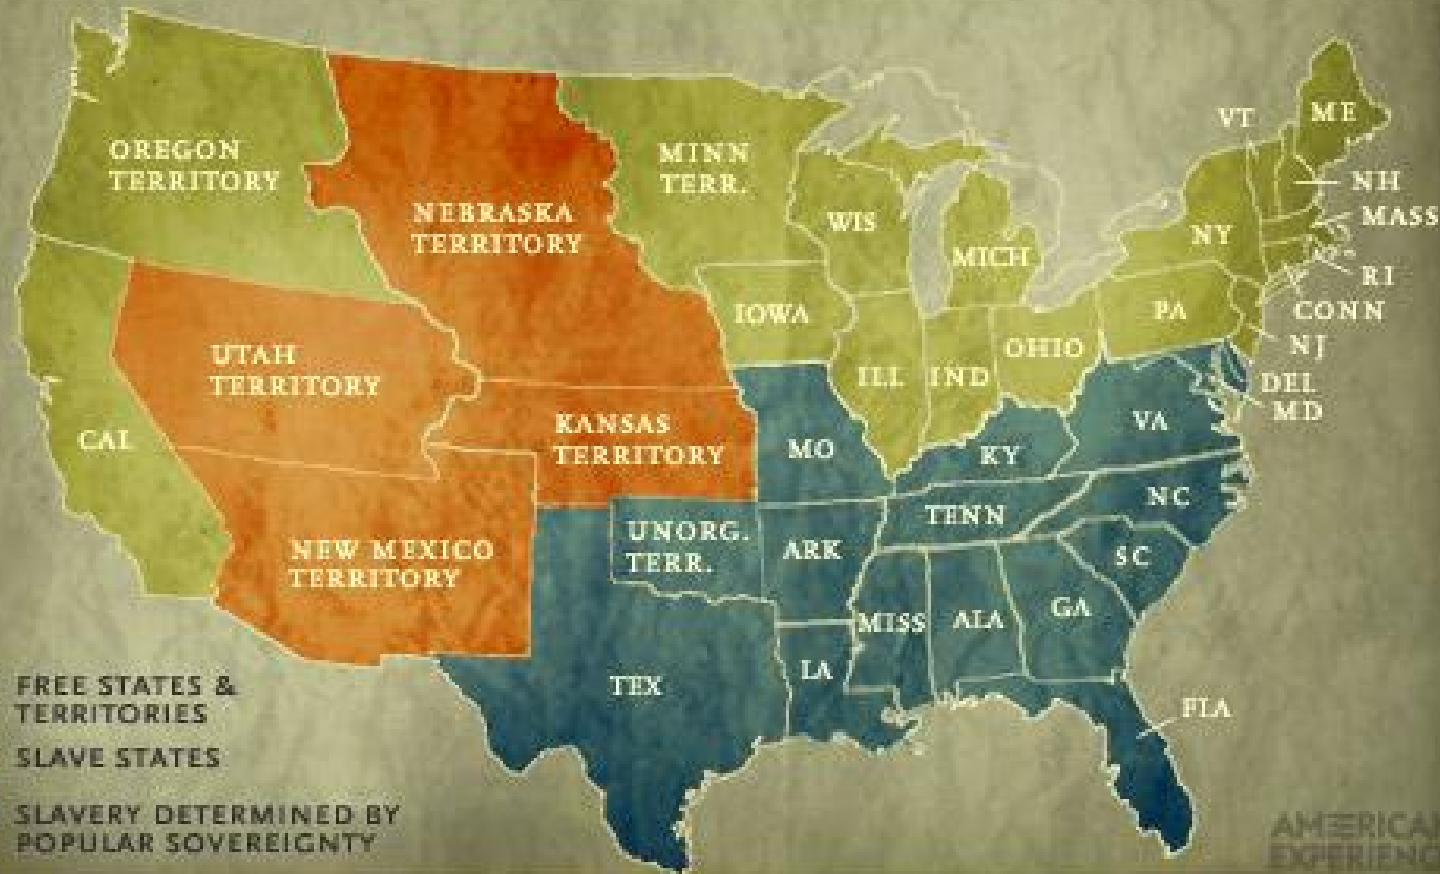 OREGON
TERRITORY
NEBRASKA
TERRITORY
MINN
TERR.
WIS
MICH
VT
ME
NH
MASS
NY
RI
CONN
PA
NJ
DEL
MD
IOWA
ILL
IND
OHIO
UTAH
TERRITORY
CAL
KANSAS
TERRITORY
MO
KY
VA
NEW MEXICO
TERRITORY
UNORG.
TERR.
ARK
TENN
NC
SC
MISS
ALA
GA
TEX
LA
FLA
FREE STATES &
TERRITORIES
SLAVE STATES
SLAVERY DETERMINED BY
POPULAR SOVEREIGNTY
AMERICAN
EXPERIENC